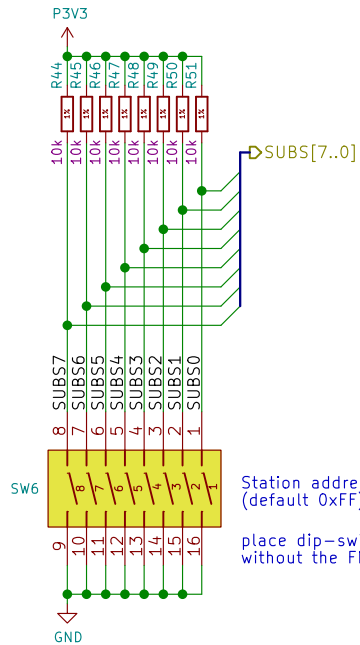 P3V3
R44 R45 R46 R47 R48 R49 R50 R51
1% 1% 1% 1% 1% 1% 1% 1%
10k 10k 10k 10k 10k 10k 10k 10k
SUBS[7..0]
SUBS7 SUBS6 SUBS5 SUBS4 SUBS3 SUBS2 SUBS1 SUBS0
8 7 6 5 4 3 2 1
SW6
8 7 6 5 4 3 2 1
9 10 11 12 13 14 15 16
Station addre
(default 0xFF
place dip-sw
without the F
GND